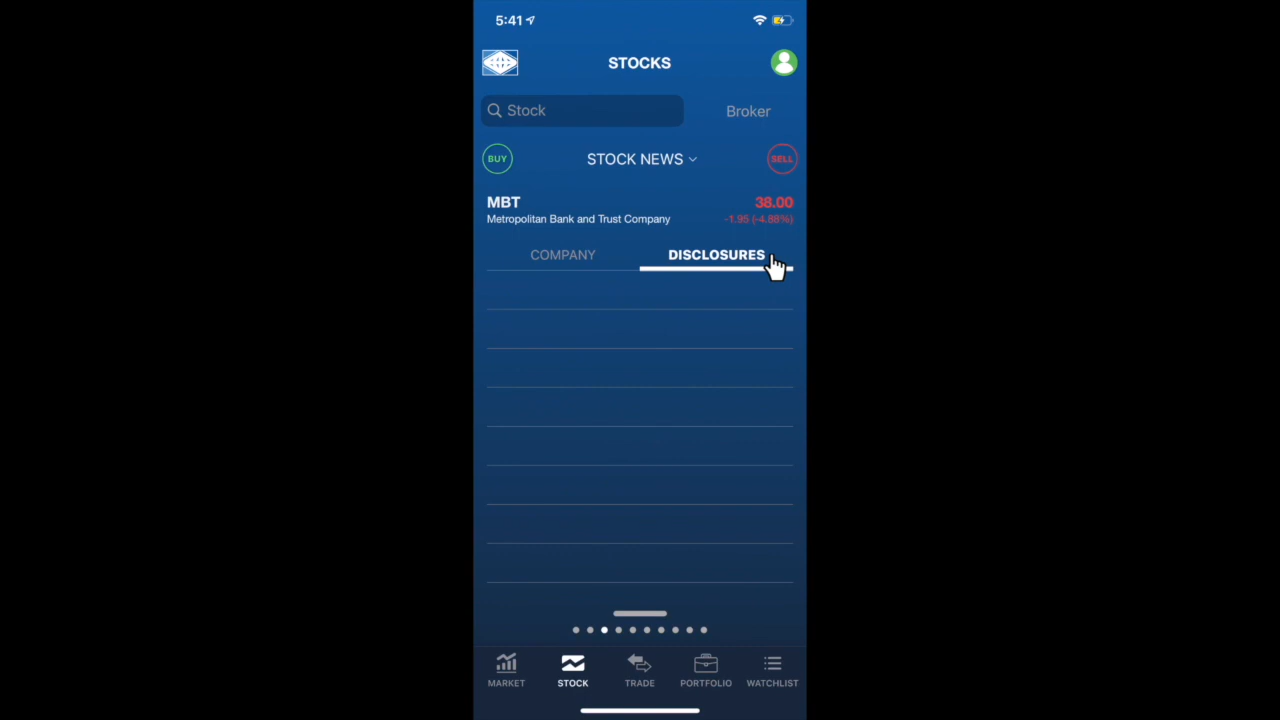 5:41
STOCKS
Stock
Broker
BUY
STOCK NEWS
SELL
MBT
38.00
Metropolitan Bank and Trust Company
-1.95 (-4.88%)
COMPANY
DISCLOSURES
MARKET
STOCK
TRADE
PORTFOLIO
WATCHLIST